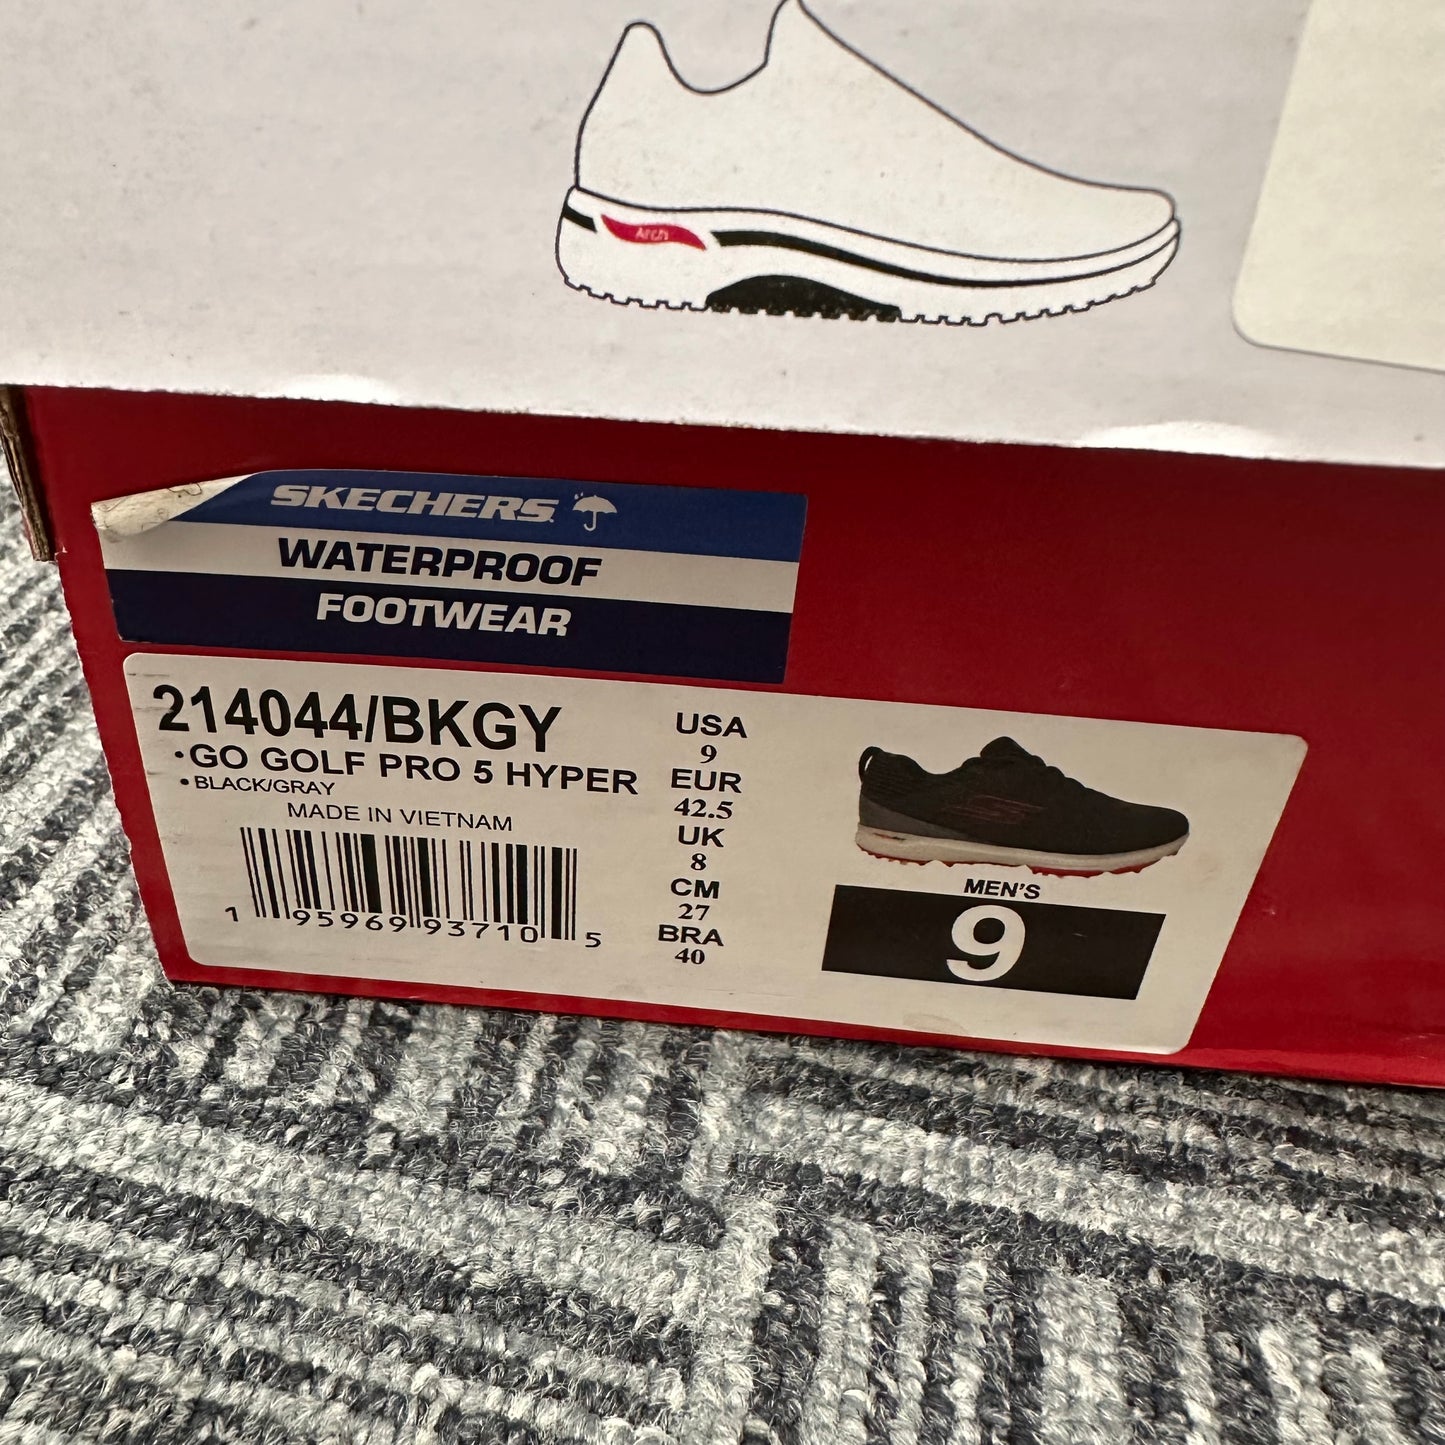 Arch
SKECHERS
WATERPROOF
FOOTWEAR
214044/BKGY
•GO GOLF PRO 5 HYPER
•BLACK/GRAY
MADE IN VIETNAM
1 95969 93710 5
USA
9
EUR
42.5
UK
8
CM
27
BRA
40
MEN'S
9